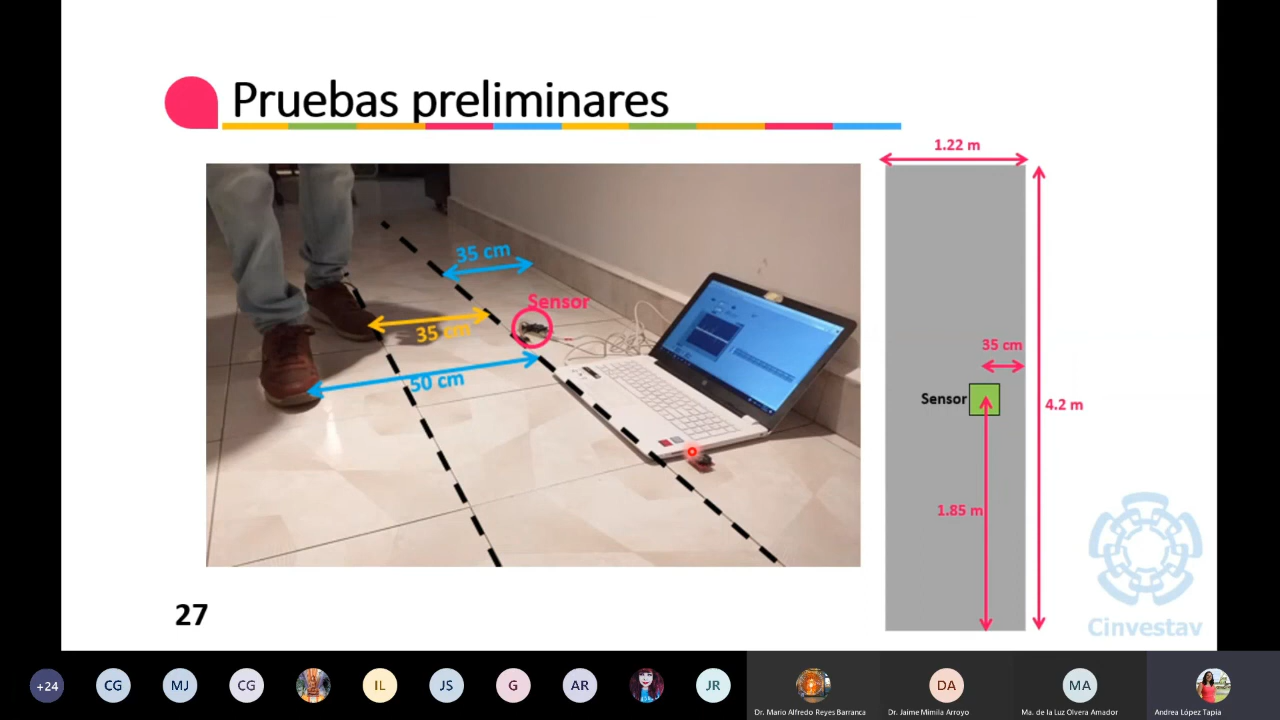 Pruebas preliminares
1.22 m
35 cm
Sensor
35 cm
50 cm
35 cm
Sensor
4.2 m
1.85 m
Cinvestav
27
+24
CG
MJ
CG
IL
JS
G
AR
JR
DA
MA
Dr. Mario Alfredo Reyes Barranca
Dr. Jaime Mimila Arroyo
Ma. de la Luz Olvera Amador
Andrea López Tapia